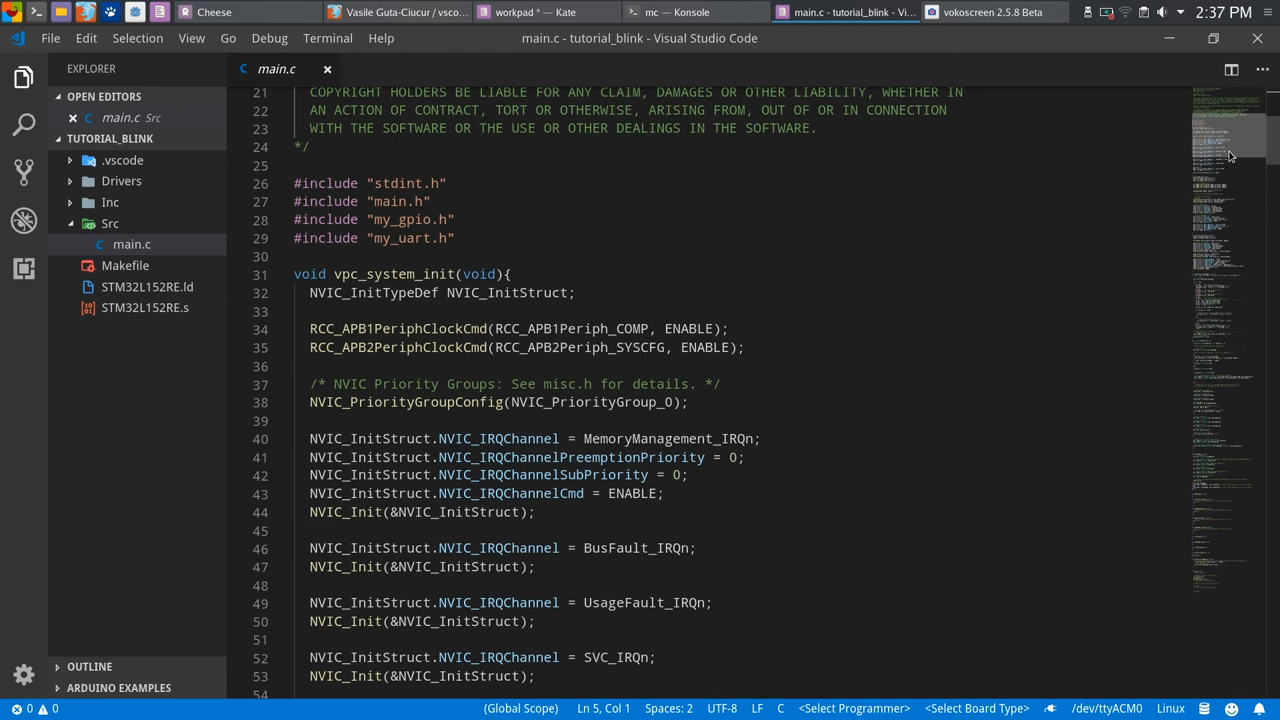 Cheese
Vasile Guta-Ciucur / vsco...
workpad * — Kate
mc — Konsole
main.c - tutorial_blink - Vi...
vokoscreen 2.5.8 Beta
2:37 PM
File Edit Selection View Go Debug Terminal Help
main.c - tutorial_blink - Visual Studio Code
EXPLORER
OPEN EDITORS
C main.c Src
TUTORIAL_BLINK
.vscode
Drivers
Inc
Src
C main.c
Makefile
STM32L152RE.ld
STM32L152RE.s
OUTLINE
ARDUINO EXAMPLES
C main.c
21 COPYRIGHT HOLDERS BE LIABLE FOR ANY CLAIM, DAMAGES OR OTHER LIABILITY, WHETHER IN
22 AN ACTION OF CONTRACT, TORT OR OTHERWISE, ARISING FROM, OUT OF OR IN CONNECTION
23 WITH THE SOFTWARE OR THE USE OR OTHER DEALINGS IN THE SOFTWARE.
24 */
25
26 #include "stdint.h"
27 #include "main.h"
28 #include "my_gpio.h"
29 #include "my_uart.h"
30
31 void vpc_system_init(void){
32 NVIC_InitTypeDef NVIC_InitStruct;
33
34 RCC_APB1PeriphClockCmd(RCC_APB1Periph_COMP, ENABLE);
35 RCC_APB2PeriphClockCmd(RCC_APB2Periph_SYSCFG, ENABLE);
36
37 /* NVIC Priority Groups. See misc.h for details. */
38 NVIC_PriorityGroupConfig(NVIC_PriorityGroup_0);
39
40 NVIC_InitStruct.NVIC_IRQChannel = MemoryManagement_IRQn;
41 NVIC_InitStruct.NVIC_IRQChannelPreemptionPriority = 0;
42 NVIC_InitStruct.NVIC_IRQChannelSubPriority = 0;
43 NVIC_InitStruct.NVIC_IRQChannelCmd = ENABLE;
44 NVIC_Init(&NVIC_InitStruct);
45
46 NVIC_InitStruct.NVIC_IRQChannel = BusFault_IRQn;
47 NVIC_Init(&NVIC_InitStruct);
48
49 NVIC_InitStruct.NVIC_IRQChannel = UsageFault_IRQn;
50 NVIC_Init(&NVIC_InitStruct);
51
52 NVIC_InitStruct.NVIC_IRQChannel = SVC_IRQn;
53 NVIC_Init(&NVIC_InitStruct);
54
0 0 (Global Scope) Ln 5, Col 1 Spaces: 2 UTF-8 LF C <Select Programmer> <Select Board Type> /dev/ttyACM0 Linux